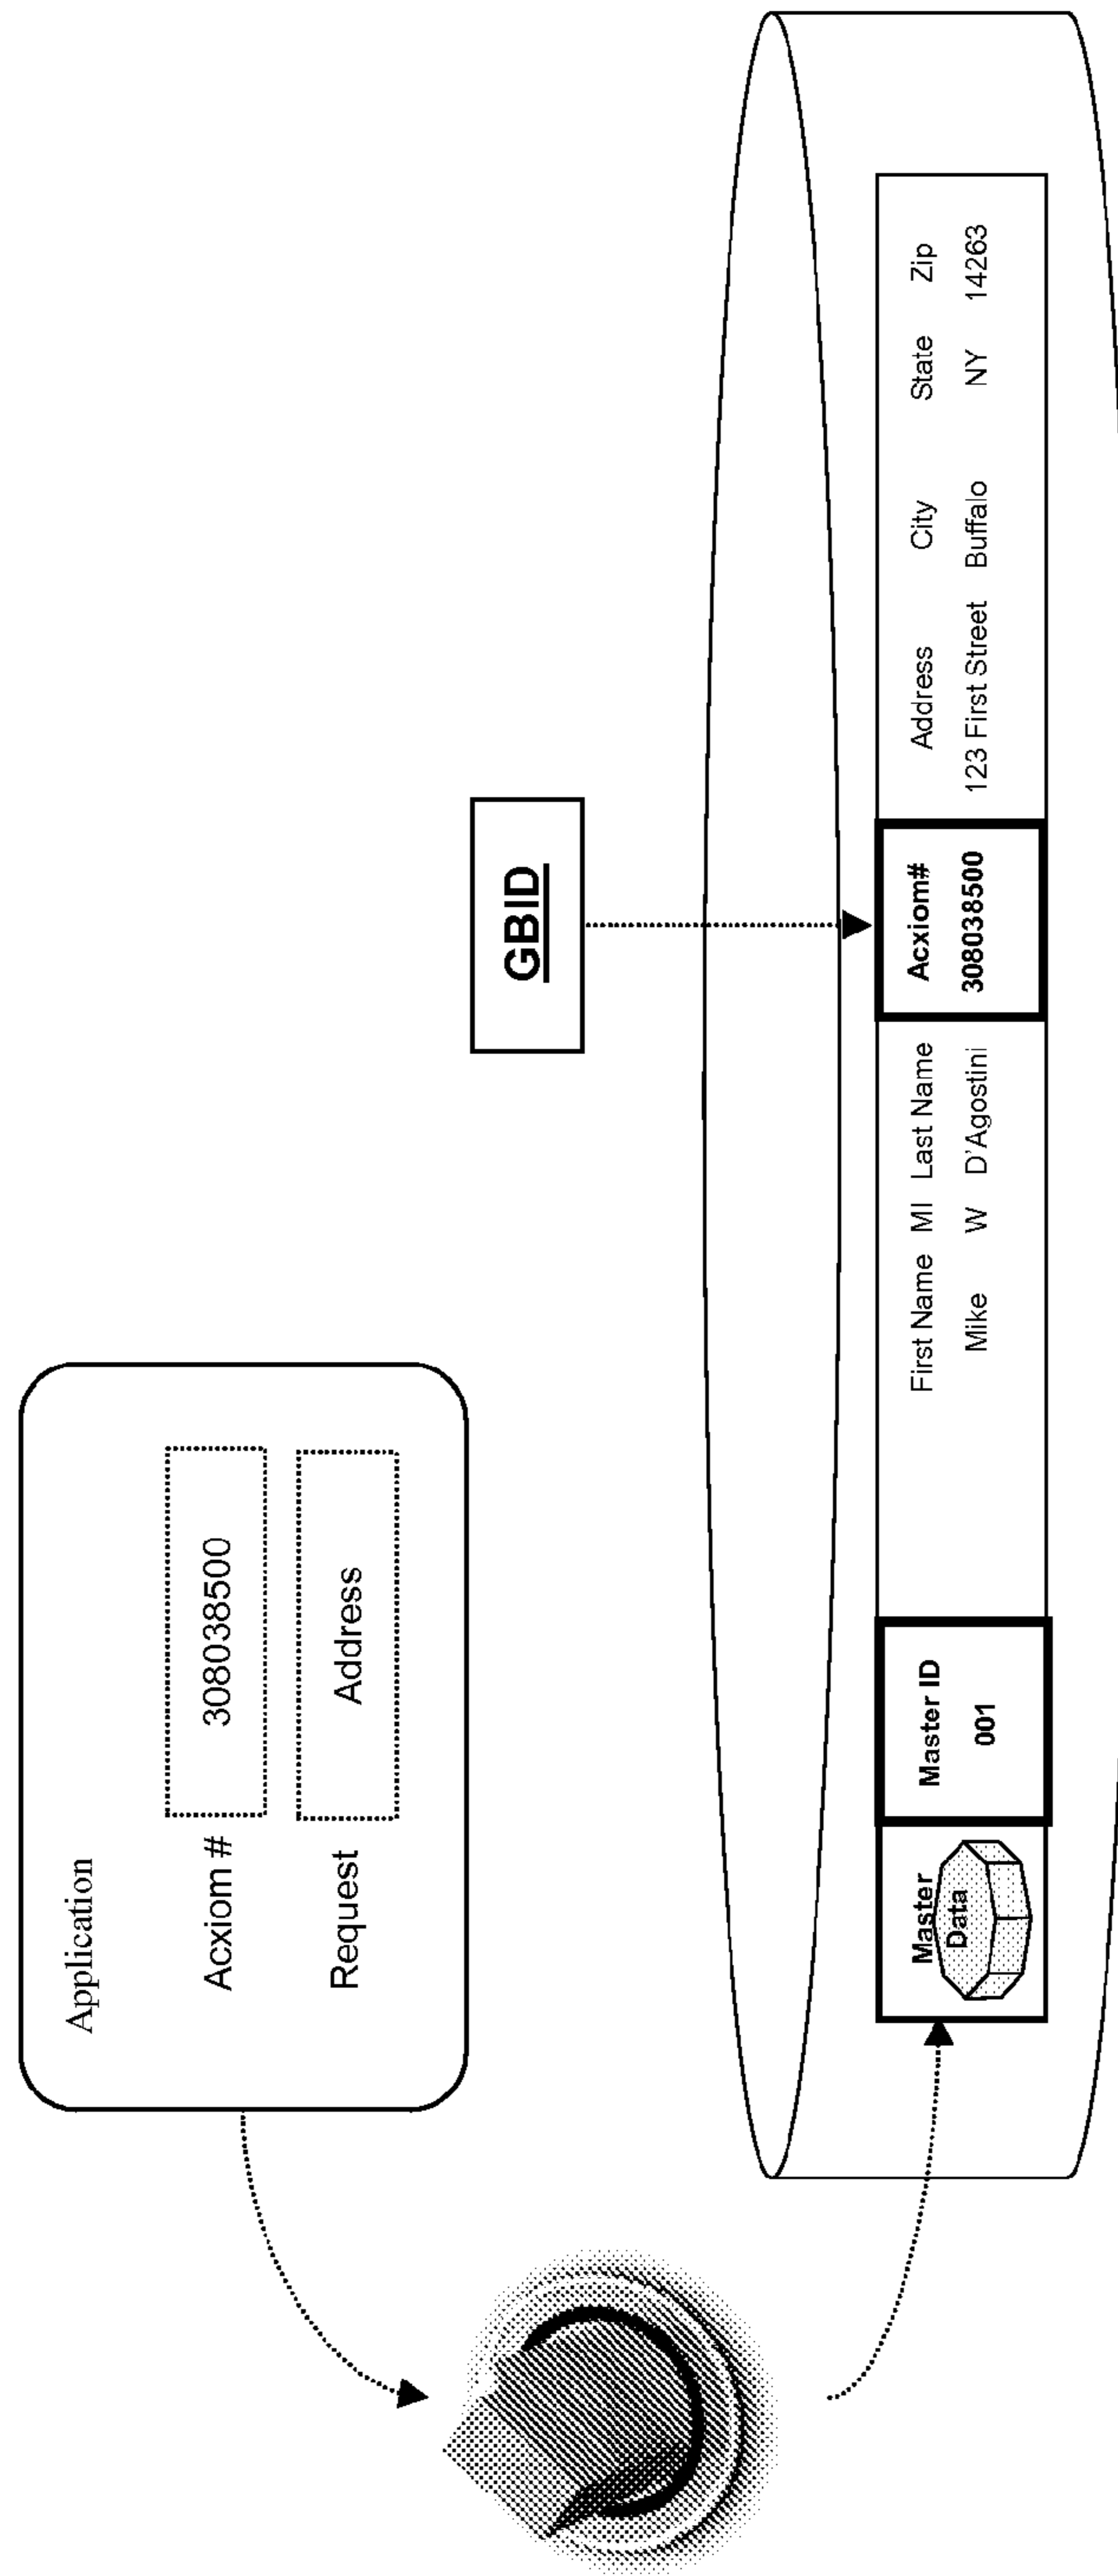 Application
Acxiom # 308038500
Request Address
GBID
Master
Data
Master ID
001
First Name MI Last Name
Mike W D'Agostini
Acxiom#
308038500
Address City State Zip
123 First Street Buffalo NY 14263